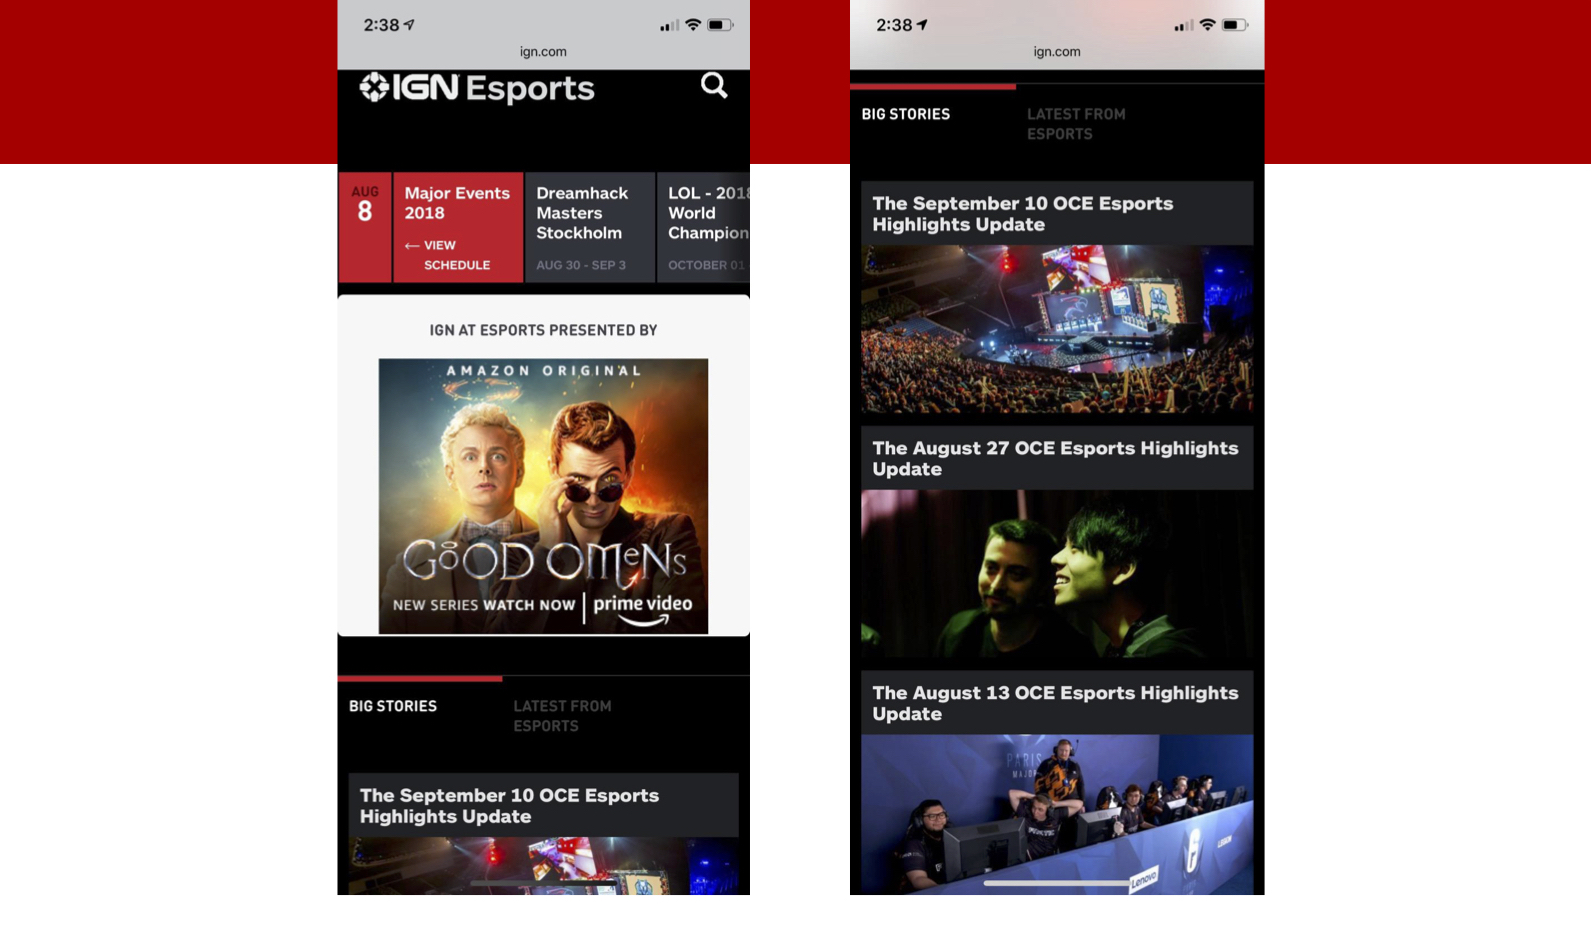 2:38
ign.com
IGN Esports
AUG
8
Major Events
2018
← VIEW
SCHEDULE
Dreamhack
Masters
Stockholm
AUG 30 - SEP 3
LOL - 2018
World
Champion
OCTOBER 01
IGN AT ESPORTS PRESENTED BY
AMAZON ORIGINAL
GOOD OMENS
NEW SERIES WATCH NOW | prime video
BIG STORIES
LATEST FROM
ESPORTS
The September 10 OCE Esports
Highlights Update
2:38
ign.com
BIG STORIES
LATEST FROM
ESPORTS
The September 10 OCE Esports
Highlights Update
The August 27 OCE Esports Highlights
Update
The August 13 OCE Esports Highlights
Update
PARIS
MAJOR
Lenovo
LEGION